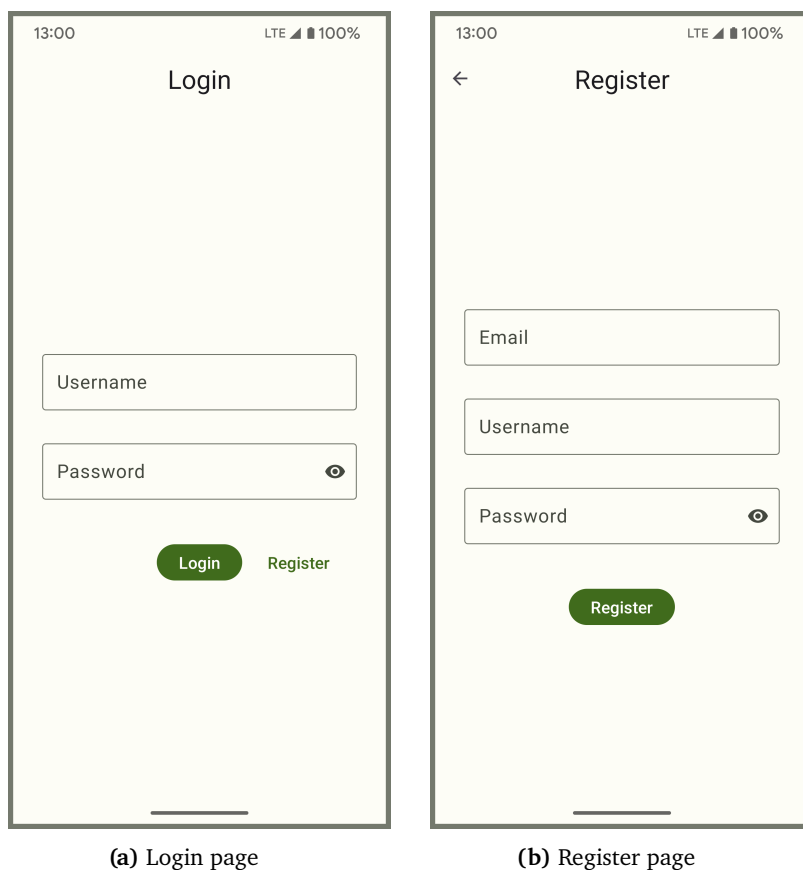 13:00 LTE 100%
Login
Username
Password
Login Register
(a) Login page
13:00 LTE 100%
Register
Email
Username
Password
Register
(b) Register page